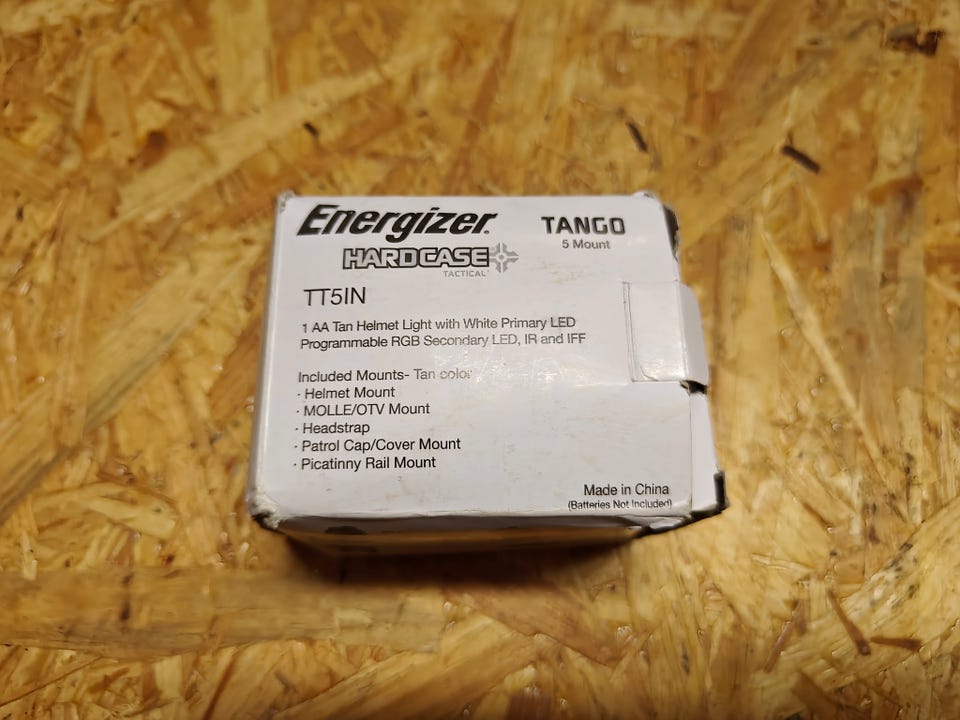 Energizer.
TANGO
5 Mount
HARDCASE
TACTICAL
TT5IN
1 AA Tan Helmet Light with White Primary LED
Programmable RGB Secondary LED, IR and IFF
Included Mounts- Tan color
· Helmet Mount
· MOLLE/OTV Mount
· Headstrap
· Patrol Cap/Cover Mount
· Picatinny Rail Mount
Made in China
(Batteries Not Included)